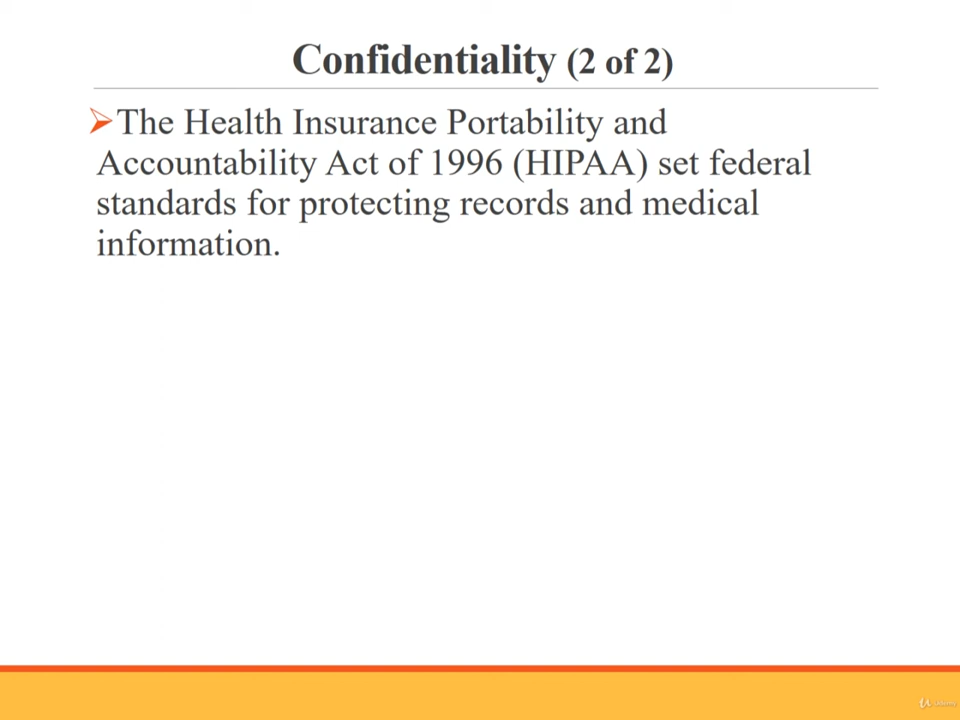 Confidentiality (2 of 2)
The Health Insurance Portability and
Accountability Act of 1996 (HIPAA) set federal
standards for protecting records and medical
information.
Udemy